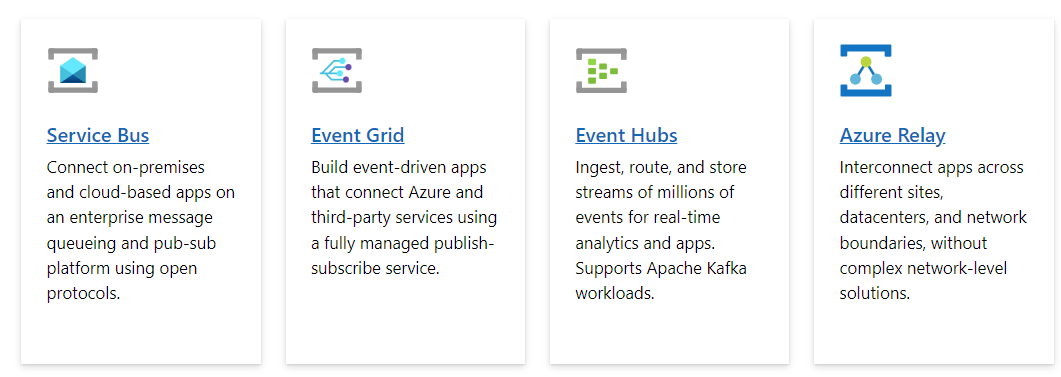 Service Bus
Connect on-premises
and cloud-based apps on
an enterprise message
queueing and pub-sub
platform using open
protocols.
Event Grid
Build event-driven apps
that connect Azure and
third-party services using
a fully managed publish-
subscribe service.
Event Hubs
Ingest, route, and store
streams of millions of
events for real-time
analytics and apps.
Supports Apache Kafka
workloads.
Azure Relay
Interconnect apps across
different sites,
datacenters, and network
boundaries, without
complex network-level
solutions.